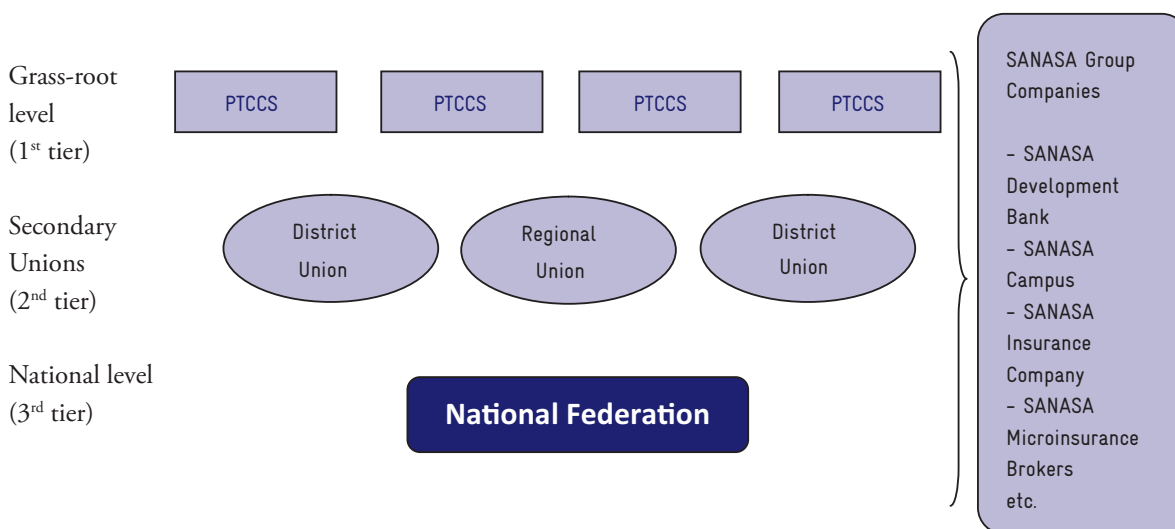 Grass-root
level
(1st tier)
PTCCS
PTCCS
PTCCS
PTCCS
Secondary
Unions
(2nd tier)
District
Union
Regional
Union
District
Union
National level
(3rd tier)
National Federation
SANASA Group
Companies
– SANASA
Development
Bank
– SANASA
Campus
– SANASA
Insurance
Company
– SANASA
Microinsurance
Brokers
etc.